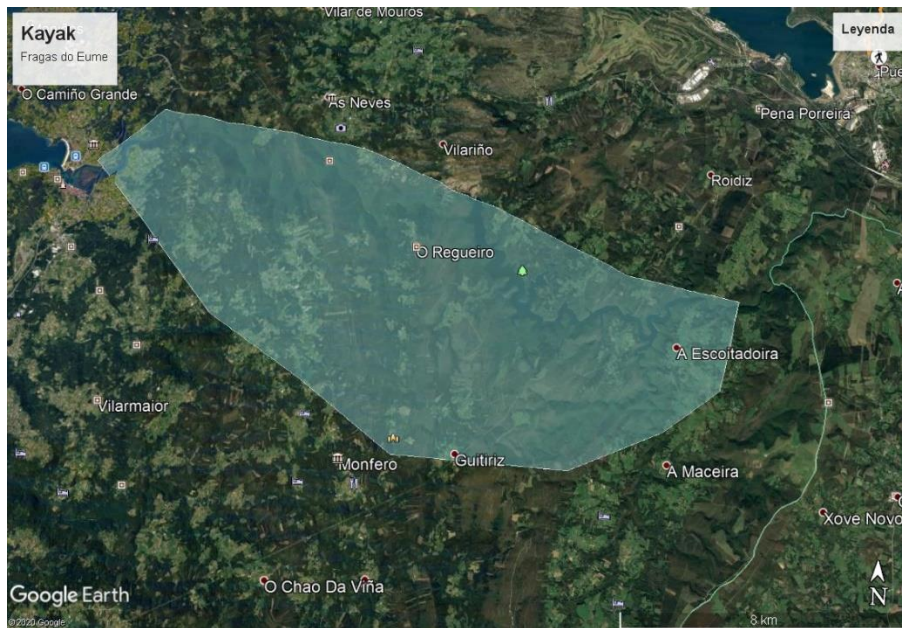 Kayak
Fragas do Eume
Vilar de Mouros
Leyenda
O Camiño Grande
As Neves
Pena Porreira
Vilariño
Roidiz
O Regueiro
A Escoitadoira
Vilarmaior
Monfero
Guitiriz
A Maceira
Xove Novo
O Chao Da Viña
Google Earth
N
©2020 Google
8 km